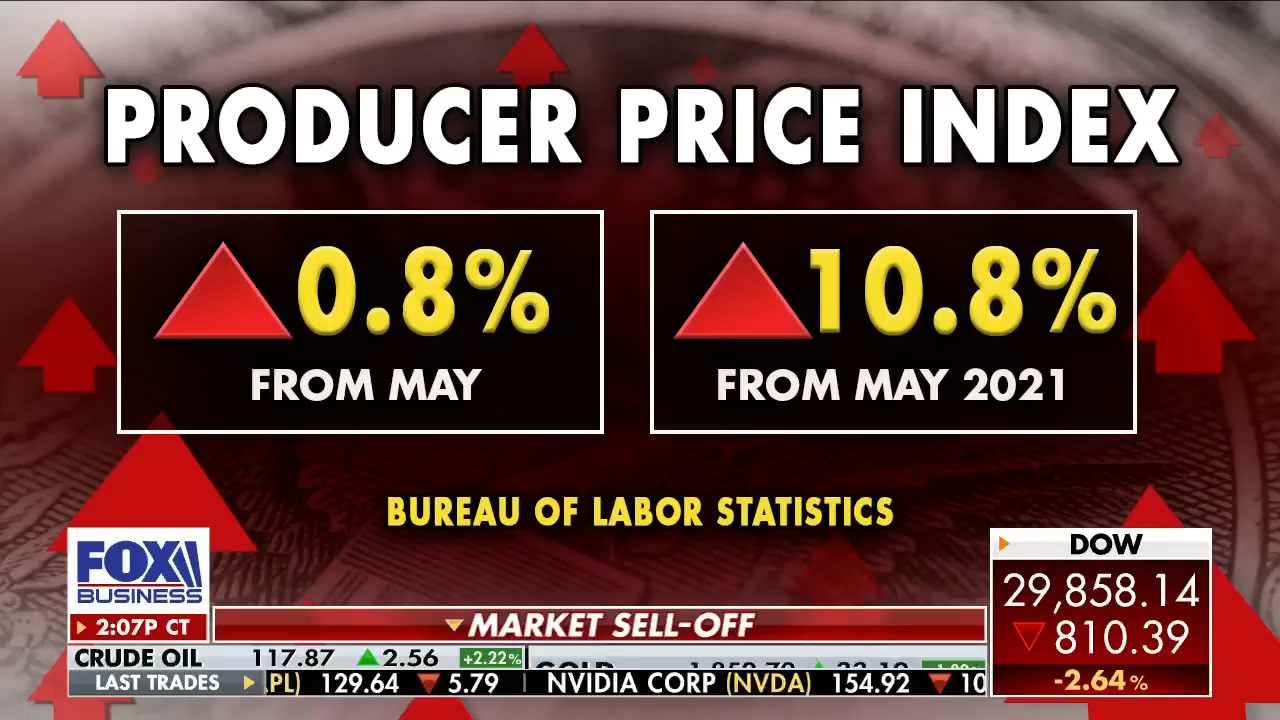 PRODUCER PRICE INDEX
0.8%
FROM MAY
10.8%
FROM MAY 2021
BUREAU OF LABOR STATISTICS
FOX
BUSINESS
2:07P CT
MARKET SELL-OFF
DOW
29,858.14
810.39
-2.64%
CRUDE OIL 117.87 2.56 +2.22%
LAST TRADES PL) 129.64 5.79 NVIDIA CORP (NVDA) 154.92 10